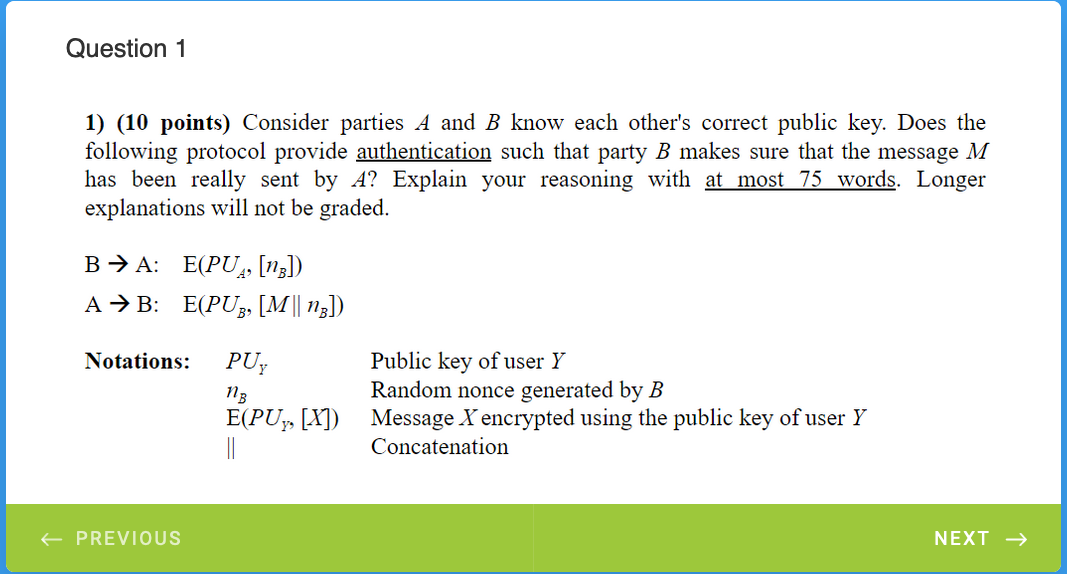 Question 1
1) (10 points) Consider parties A and B know each other's correct public key. Does the
following protocol provide authentication such that party B makes sure that the message M
has been really sent by A? Explain your reasoning with at most 75 words. Longer
explanations will not be graded.
B → A: E(PU_A, [n_B])
A → B: E(PU_B, [M || n_B])
Notations: PU_Y Public key of user Y
n_B Random nonce generated by B
E(PU_Y, [X]) Message X encrypted using the public key of user Y
|| Concatenation
← PREVIOUS
NEXT →